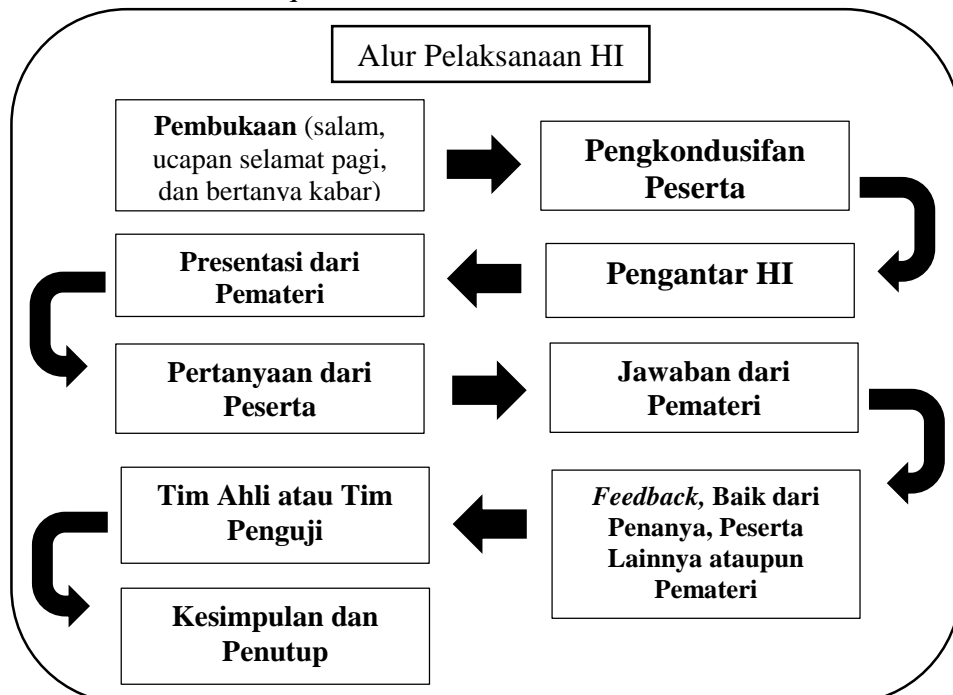 Alur Pelaksanaan HI
Pembukaan (salam,
ucapan selamat pagi,
dan bertanya kabar)
Pengkondusifan
Peserta
Pengantar HI
Presentasi dari
Pemateri
Pertanyaan dari
Peserta
Jawaban dari
Pemateri
Feedback, Baik dari
Penanya, Peserta
Lainnya ataupun
Pemateri
Tim Ahli atau Tim
Penguji
Kesimpulan dan
Penutup